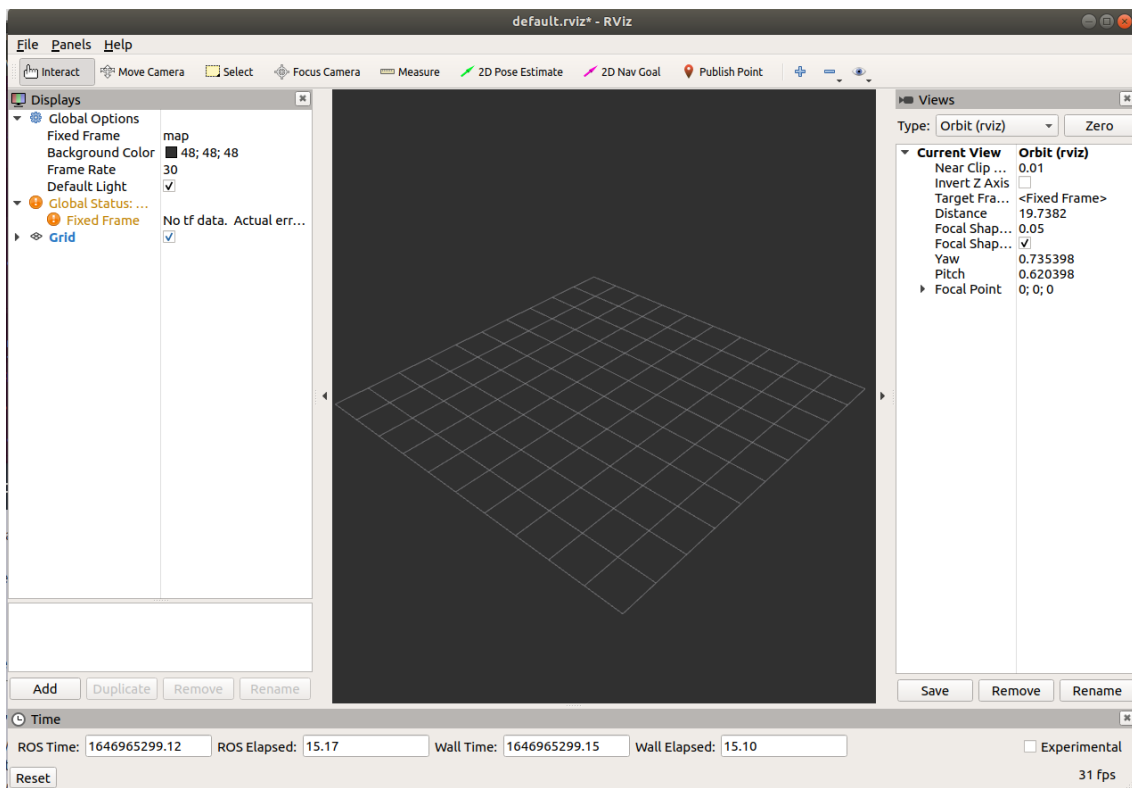 default.rviz* - RViz
File Panels Help
Interact Move Camera Select Focus Camera Measure 2D Pose Estimate 2D Nav Goal Publish Point
Displays
Global Options
Fixed Frame map
Background Color 48; 48; 48
Frame Rate 30
Default Light
Global Status: ...
Fixed Frame No tf data. Actual err...
Grid
Add Duplicate Remove Rename
Views
Type: Orbit (rviz) Zero
Current View Orbit (rviz)
Near Clip ... 0.01
Invert Z Axis
Target Fra... <Fixed Frame>
Distance 19.7382
Focal Shap... 0.05
Focal Shap...
Yaw 0.735398
Pitch 0.620398
Focal Point 0; 0; 0
Save Remove Rename
Time
ROS Time: 1646965299.12 ROS Elapsed: 15.17 Wall Time: 1646965299.15 Wall Elapsed: 15.10 Experimental
Reset 31 fps